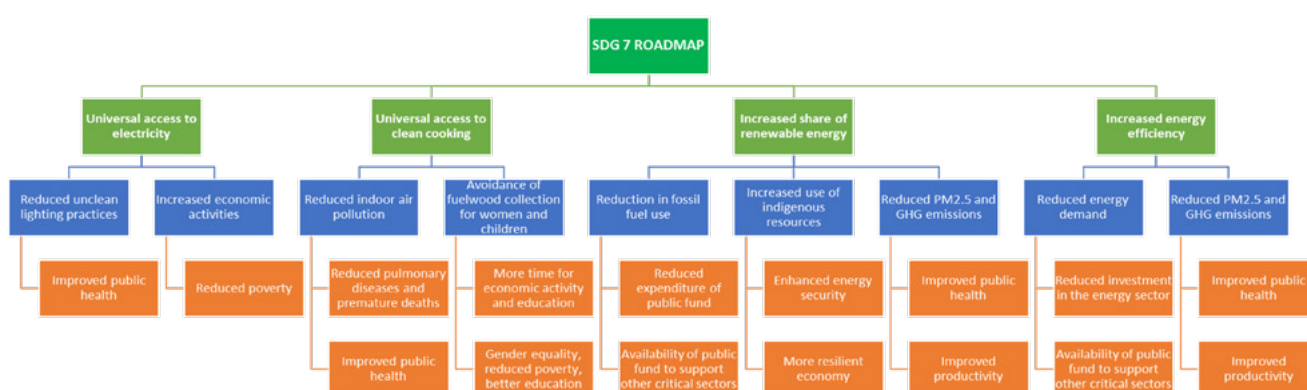 SDG 7 ROADMAP
Universal access to
electricity
Universal access to
clean cooking
Increased share of
renewable energy
Increased energy
efficiency
Reduced unclean
lighting practices
Increased economic
activities
Reduced indoor air
pollution
Avoidance of
fuelwood collection
for women and
children
Reduction in fossil
fuel use
Increased use of
indigenous
resources
Reduced PM2.5 and
GHG emissions
Reduced energy
demand
Reduced PM2.5 and
GHG emissions
Improved public
health
Reduced poverty
Reduced pulmonary
diseases and
premature deaths
More time for
economic activity
and education
Reduced
expenditure of
public fund
Enhanced energy
security
Improved public
health
Reduced investment
in the energy sector
Improved public
health
Improved public
health
Gender equality,
reduced poverty,
better education
Availability of public
fund to support
other critical sectors
More resilient
economy
Improved
productivity
Availability of public
fund to support
other critical sectors
Improved
productivity